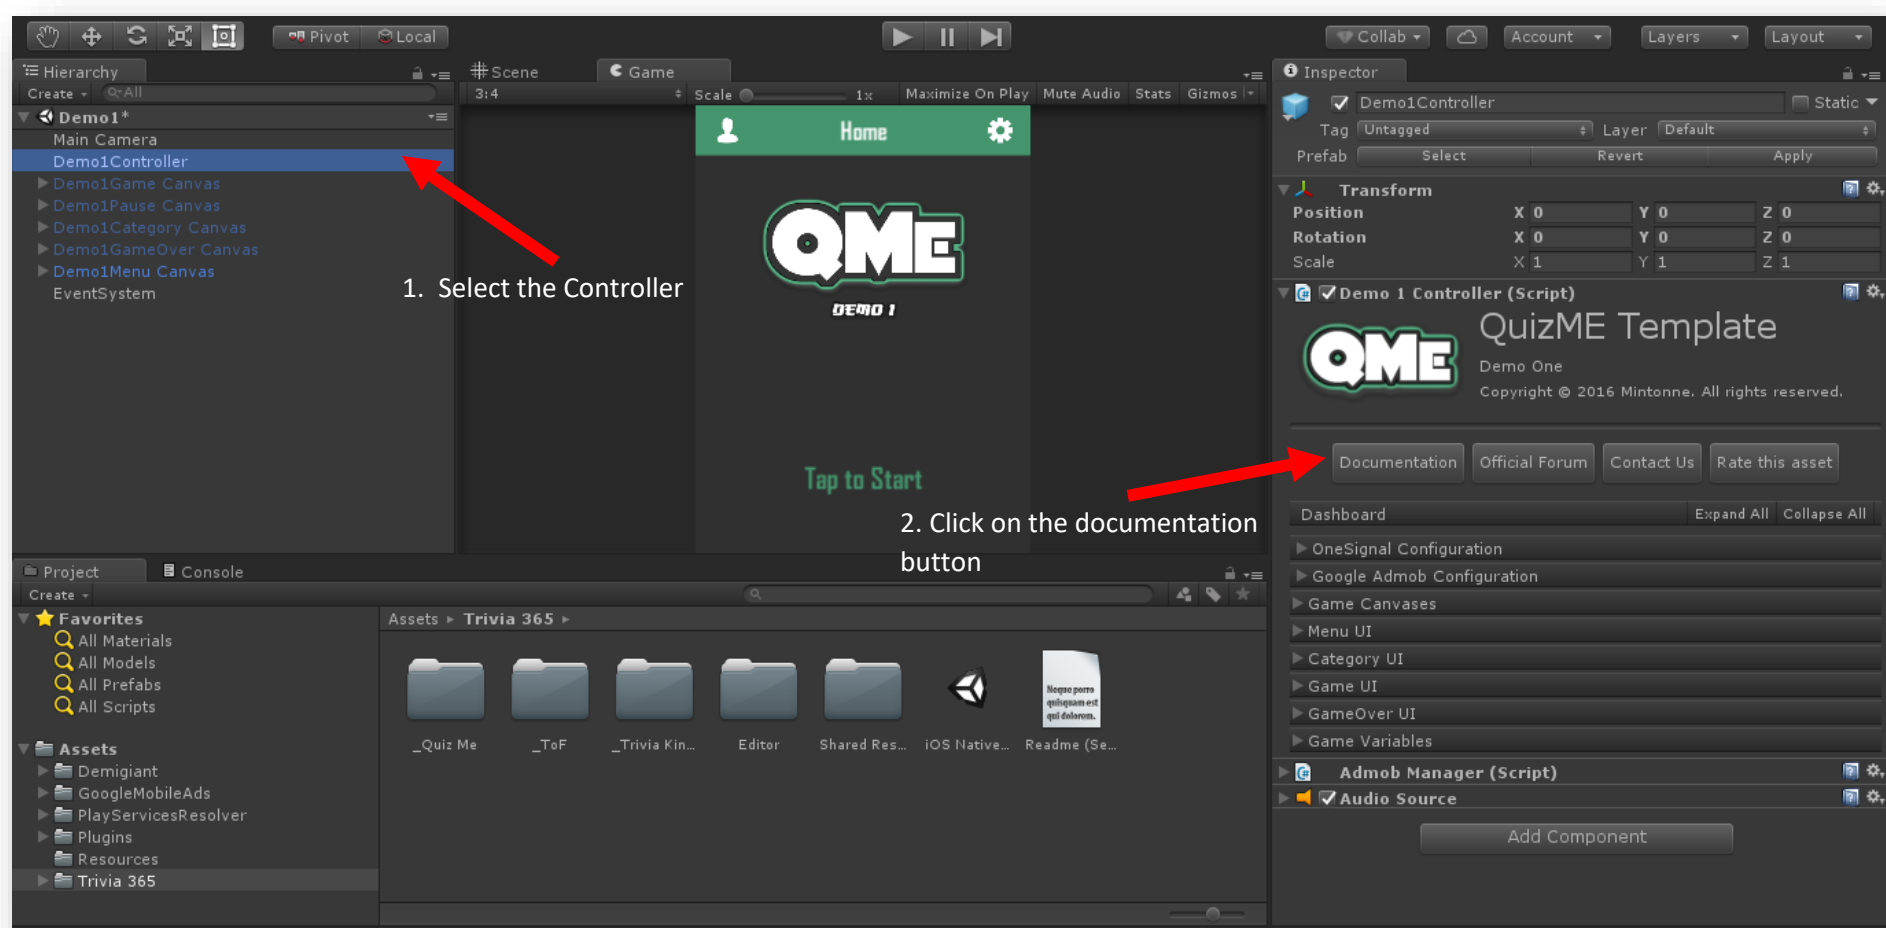 Pivot Local
Collab Account Layers Layout
Hierarchy
Create All
Demo1*
Main Camera
Demo1Controller
Demo1Game Canvas
Demo1Pause Canvas
Demo1Category Canvas
Demo1GameOver Canvas
Demo1Menu Canvas
EventSystem
1. Select the Controller
Scene Game
3:4 Scale 1x Maximize On Play Mute Audio Stats Gizmos
Home
QME
DEMO 1
Tap to Start
2. Click on the documentation
button
Inspector
Demo1Controller Static
Tag Untagged Layer Default
Prefab Select Revert Apply
Transform
Position X 0 Y 0 Z 0
Rotation X 0 Y 0 Z 0
Scale X 1 Y 1 Z 1
Demo 1 Controller (Script)
QME
QuizME Template
Demo One
Copyright © 2016 Mintonne. All rights reserved.
Documentation Official Forum Contact Us Rate this asset
Dashboard Expand All Collapse All
OneSignal Configuration
Google Admob Configuration
Game Canvases
Menu UI
Category UI
Game UI
GameOver UI
Game Variables
Admob Manager (Script)
Audio Source
Add Component
Project Console
Create
Favorites
All Materials
All Models
All Prefabs
All Scripts
Assets
Demigiant
GoogleMobileAds
PlayServicesResolver
Plugins
Resources
Trivia 365
Assets Trivia 365
Neque porro
quisquam est
qui dolorem.
_Quiz Me _ToF _Trivia Kin... Editor Shared Res... iOS Native... Readme (Se...